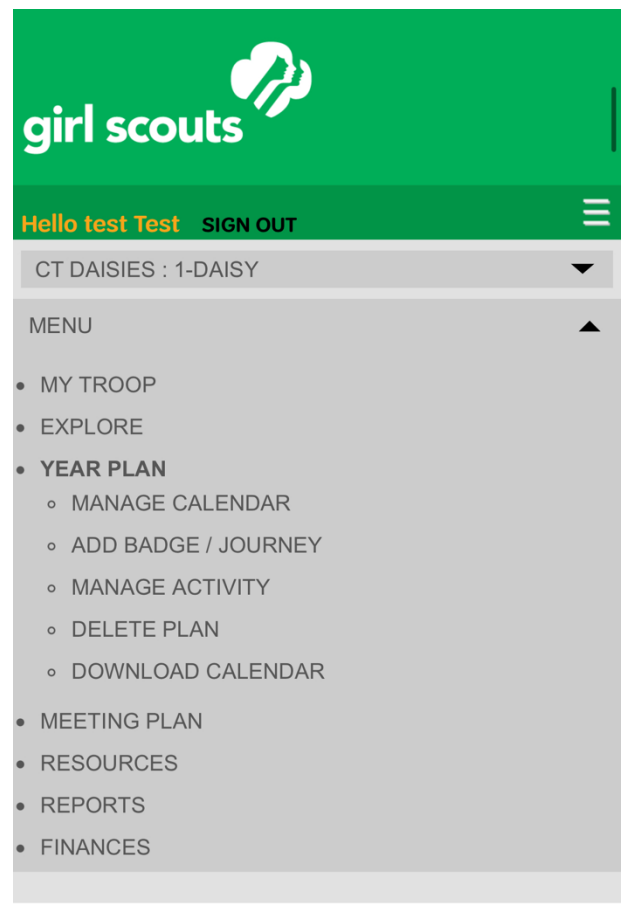 girl scouts
Hello test Test SIGN OUT
CT DAISIES : 1-DAISY
MENU
MY TROOP
EXPLORE
YEAR PLAN
MANAGE CALENDAR
ADD BADGE / JOURNEY
MANAGE ACTIVITY
DELETE PLAN
DOWNLOAD CALENDAR
MEETING PLAN
RESOURCES
REPORTS
FINANCES